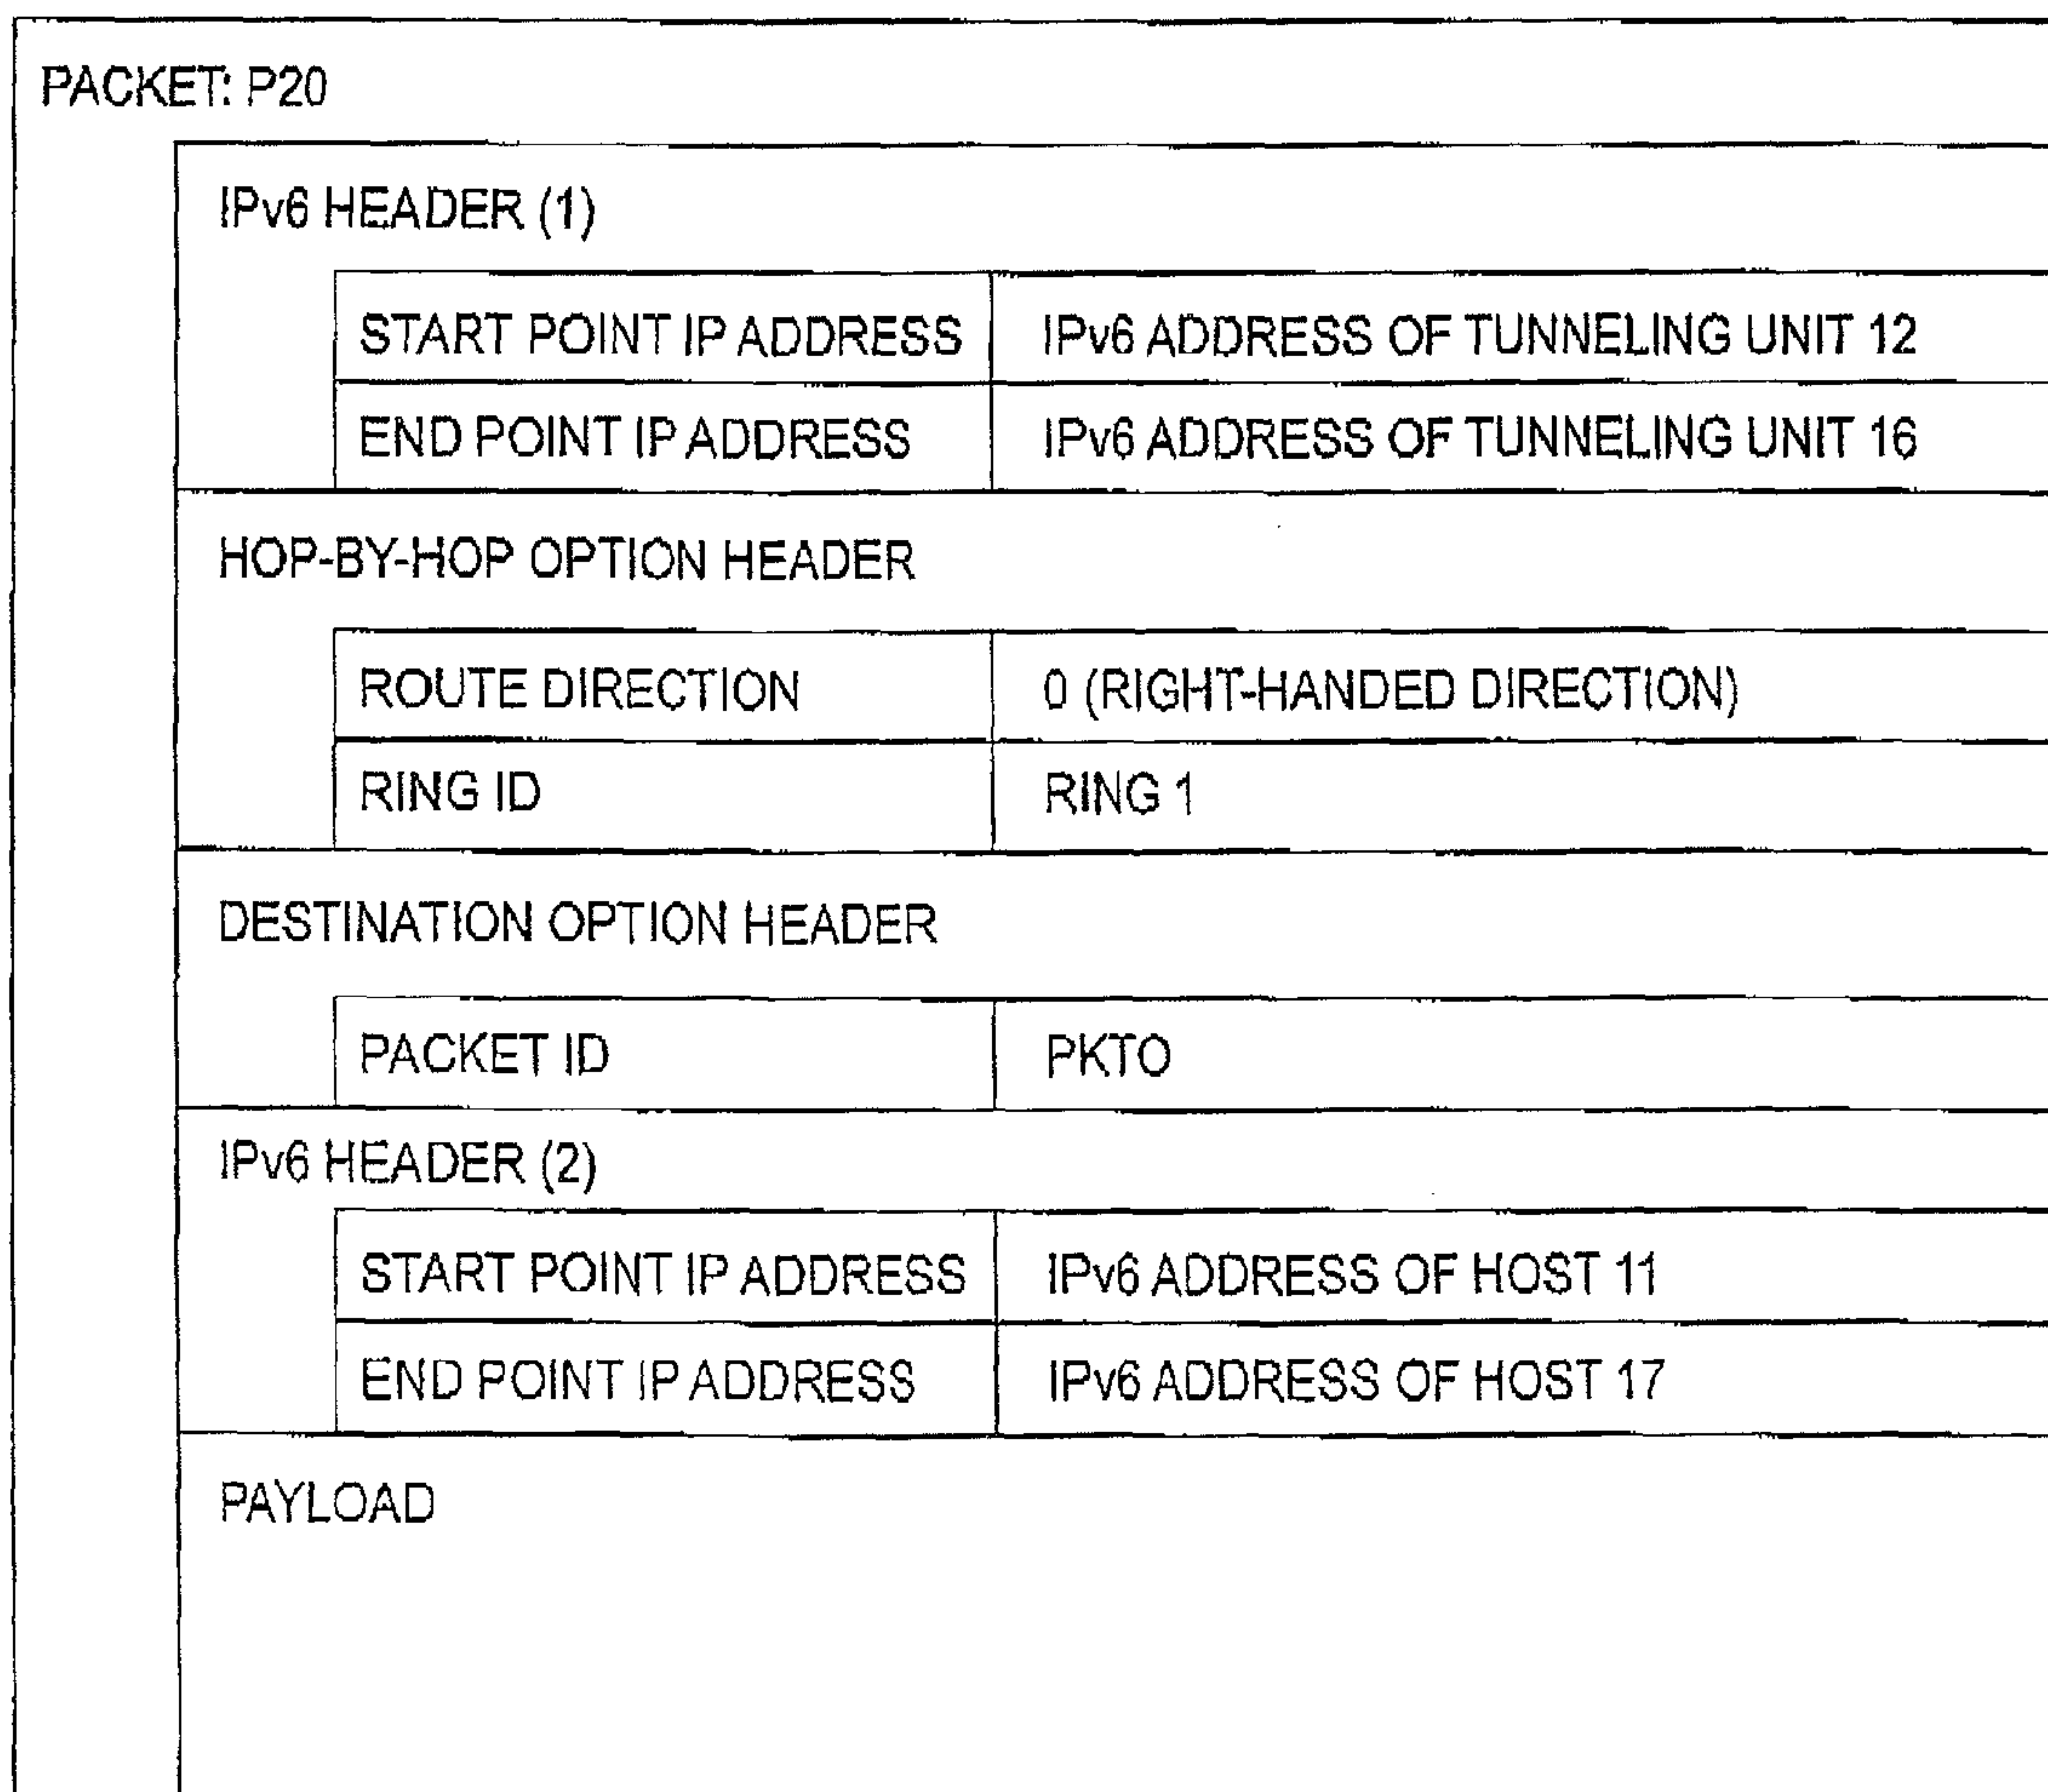 PACKET: P20
IPv6 HEADER (1)
START POINT IP ADDRESS IPv6 ADDRESS OF TUNNELING UNIT 12
END POINT IP ADDRESS IPv6 ADDRESS OF TUNNELING UNIT 16
HOP-BY-HOP OPTION HEADER
ROUTE DIRECTION 0 (RIGHT-HANDED DIRECTION)
RING ID RING 1
DESTINATION OPTION HEADER
PACKET ID PKTO
IPv6 HEADER (2)
START POINT IP ADDRESS IPv6 ADDRESS OF HOST 11
END POINT IP ADDRESS IPv6 ADDRESS OF HOST 17
PAYLOAD